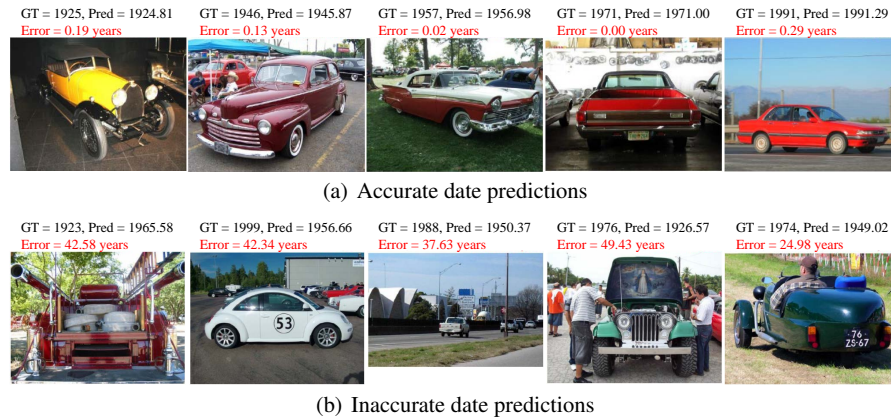 GT = 1925, Pred = 1924.81
Error = 0.19 years
GT = 1946, Pred = 1945.87
Error = 0.13 years
GT = 1957, Pred = 1956.98
Error = 0.02 years
GT = 1971, Pred = 1971.00
Error = 0.00 years
GT = 1991, Pred = 1991.29
Error = 0.29 years
(a) Accurate date predictions
GT = 1923, Pred = 1965.58
Error = 42.58 years
GT = 1999, Pred = 1956.66
Error = 42.34 years
GT = 1988, Pred = 1950.37
Error = 37.63 years
GT = 1976, Pred = 1926.57
Error = 49.43 years
GT = 1974, Pred = 1949.02
Error = 24.98 years
53
76
ZS-67
(b) Inaccurate date predictions